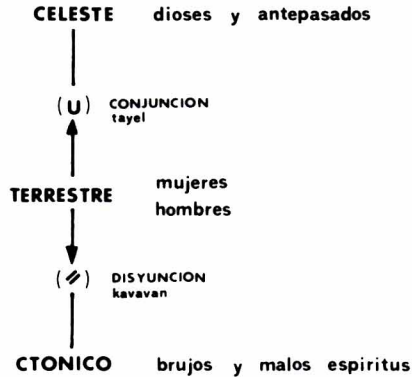 CELESTE dioses y antepasados
(U) CONJUNCION
tayel
TERRESTRE mujeres
hombres
(//) DISYUNCION
kavavan
CTONICO brujos y malos espiritus